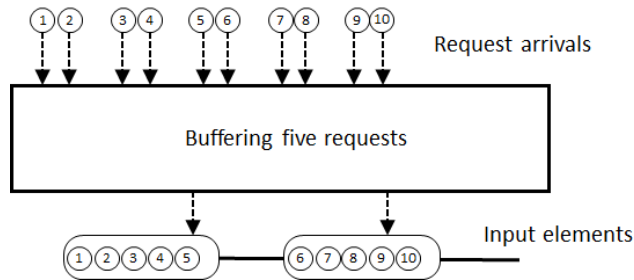 1 2 3 4 5 6 7 8 9 10
Request arrivals
Buffering five requests
Input elements
1 2 3 4 5 6 7 8 9 10